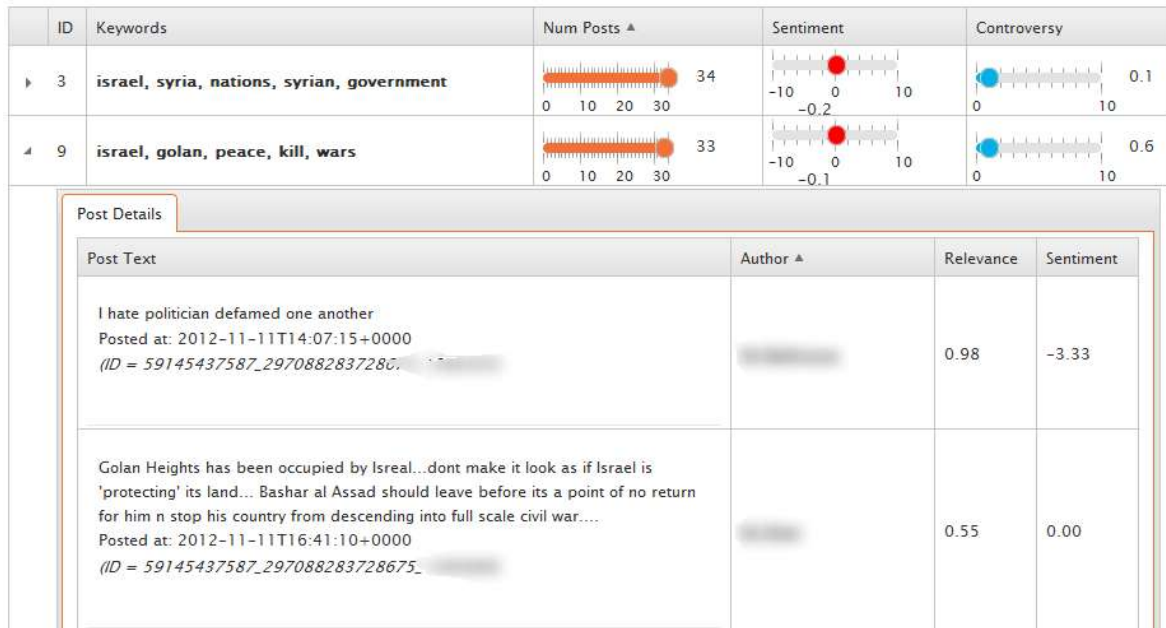 ID Keywords Num Posts ▲ Sentiment Controversy
3 israel, syria, nations, syrian, government 34 0.1
0 10 20 30 -10 0 10 0 10
-0.2
9 israel, golan, peace, kill, wars 33 0.6
0 10 20 30 -10 0 10 0 10
-0.1
Post Details
Post Text Author ▲ Relevance Sentiment
I hate politician defamed one another
Posted at: 2012-11-11T14:07:15+0000
(ID = 59145437587_29708828372867
0.98 -3.33
Golan Heights has been occupied by Isreal...dont make it look as if Israel is
'protecting' its land... Bashar al Assad should leave before its a point of no return
for him n stop his country from descending into full scale civil war....
Posted at: 2012-11-11T16:41:10+0000
(ID = 59145437587_297088283728675_
0.55 0.00